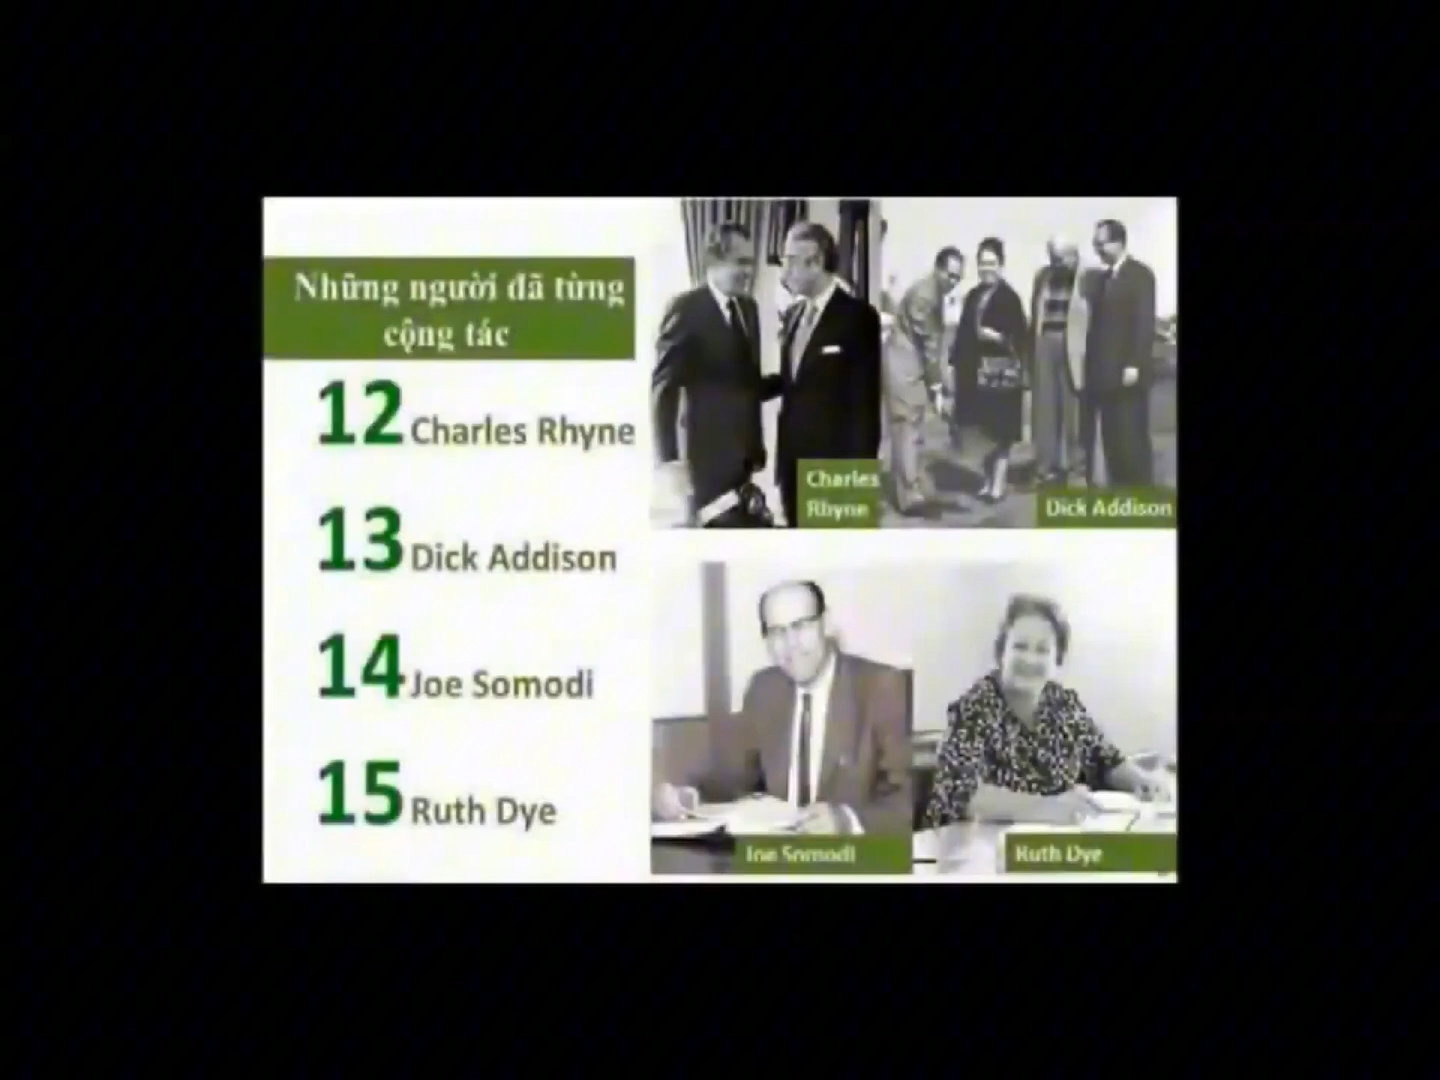 Những người đã từng
cộng tác
12 Charles Rhyne
13 Dick Addison
14 Joe Somodi
15 Ruth Dye
Charles
Rhyne
Dick Addison
Joe Somodi
Ruth Dye